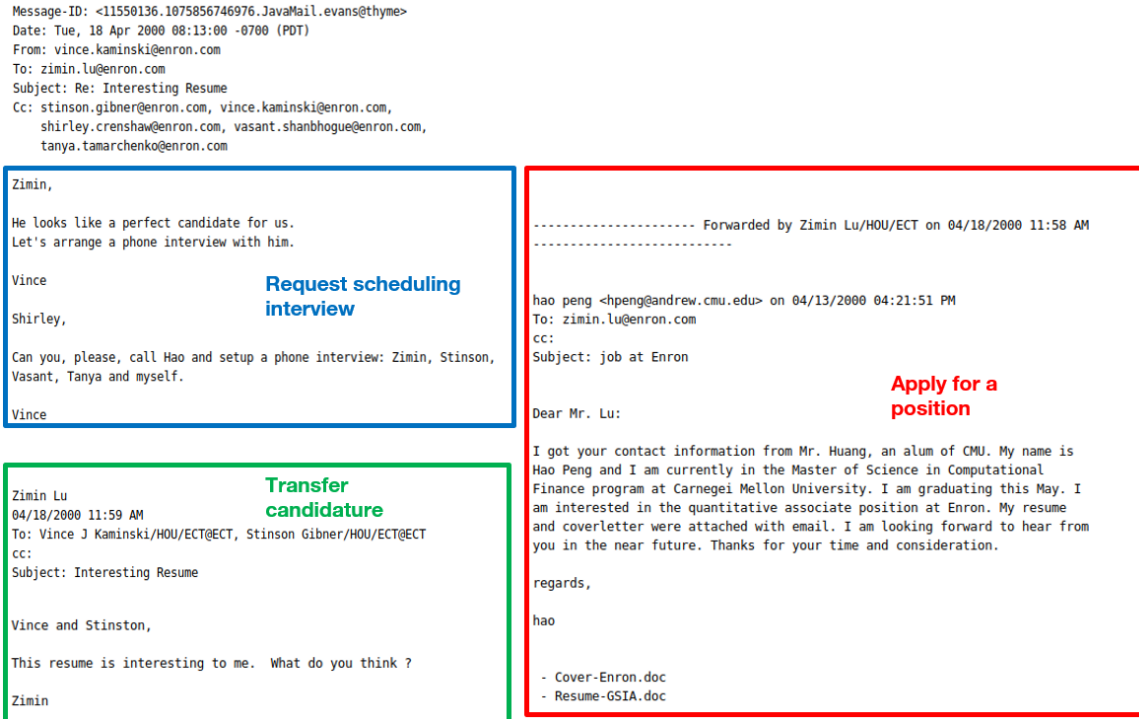 Message-ID: <11550136.1075856746976.JavaMail.evans@thyme>
Date: Tue, 18 Apr 2000 08:13:00 -0700 (PDT)
From: vince.kaminski@enron.com
To: zimin.lu@enron.com
Subject: Re: Interesting Resume
Cc: stinson.gibner@enron.com, vince.kaminski@enron.com,
shirley.crenshaw@enron.com, vasant.shanbhogue@enron.com,
tanya.tamarchenko@enron.com
Zimin,
He looks like a perfect candidate for us.
Let's arrange a phone interview with him.
Vince
Request scheduling
interview
Shirley,
Can you, please, call Hao and setup a phone interview: Zimin, Stinson,
Vasant, Tanya and myself.
Vince
Transfer
candidature
Zimin Lu
04/18/2000 11:59 AM
To: Vince J Kaminski/HOU/ECT@ECT, Stinson Gibner/HOU/ECT@ECT
cc:
Subject: Interesting Resume
Vince and Stinston,
This resume is interesting to me.  What do you think ?
Zimin
---------------------- Forwarded by Zimin Lu/HOU/ECT on 04/18/2000 11:58 AM
---------------------------
hao peng <hpeng@andrew.cmu.edu> on 04/13/2000 04:21:51 PM
To: zimin.lu@enron.com
cc:
Subject: job at Enron
Apply for a
position
Dear Mr. Lu:
I got your contact information from Mr. Huang, an alum of CMU. My name is
Hao Peng and I am currently in the Master of Science in Computational
Finance program at Carnegei Mellon University. I am graduating this May. I
am interested in the quantitative associate position at Enron. My resume
and coverletter were attached with email. I am looking forward to hear from
you in the near future. Thanks for your time and consideration.
regards,
hao
- Cover-Enron.doc
- Resume-GSIA.doc